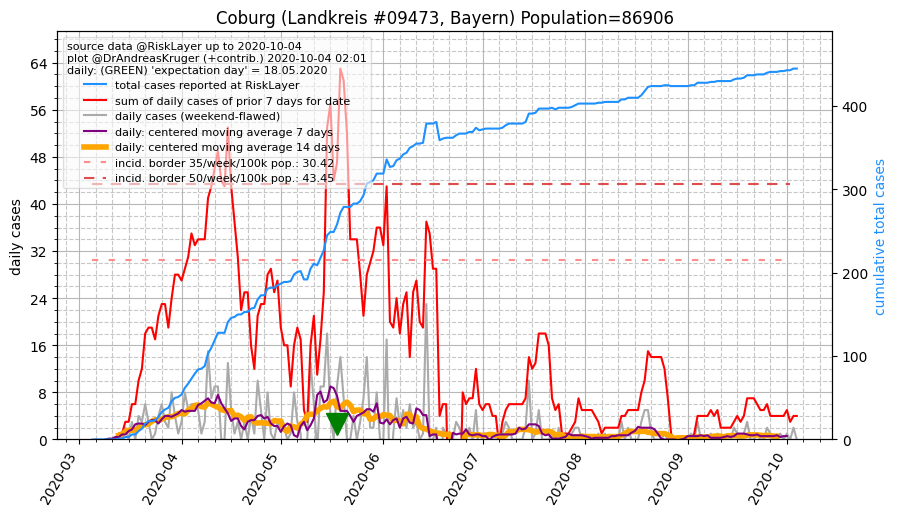 Coburg (Landkreis #09473, Bayern) Population=86906
source data @RiskLayer up to 2020-10-04
plot @DrAndreasKruger (+contrib.) 2020-10-04 02:01
daily: (GREEN) 'expectation day' = 18.05.2020
total cases reported at RiskLayer
sum of daily cases of prior 7 days for date
daily cases (weekend-flawed)
daily: centered moving average 7 days
daily: centered moving average 14 days
incid. border 35/week/100k pop.: 30.42
incid. border 50/week/100k pop.: 43.45
daily cases
64
56
48
40
32
24
16
8
0
cumulative total cases
400
300
200
100
0
2020-03
2020-04
2020-05
2020-06
2020-07
2020-08
2020-09
2020-10